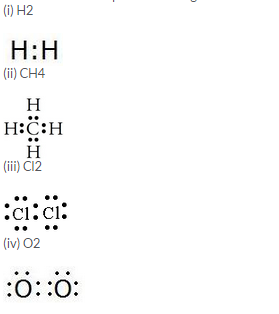 (i) H2
H:H
(ii) CH4
H
H:C:H
H
(iii) Cl2
:Cl:Cl:
(iv) O2
:Ö::Ö: